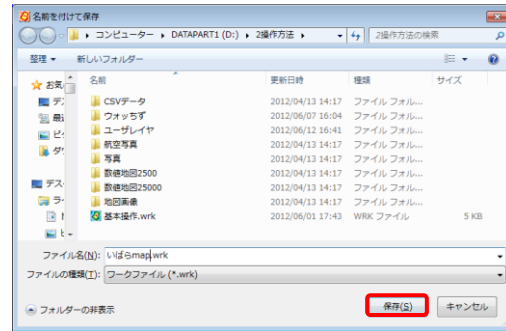 名前を付けて保存
コンピューター ▸ DATAPART1 (D:) ▸ 2操作方法 ▸
2操作方法の検索
整理 ▼ 新しいフォルダー
お気
デ
最
ピ
ダ
デス
ラ
名前 更新日時 種類 サイズ
CSVデータ 2012/04/13 14:17 ファイル フォル...
ウォッちず 2012/06/07 16:04 ファイル フォル...
ユーザレイヤ 2012/06/12 16:41 ファイル フォル...
航空写真 2012/04/13 14:17 ファイル フォル...
写真 2012/04/13 14:17 ファイル フォル...
数値地図2500 2012/04/13 14:17 ファイル フォル...
数値地図25000 2012/04/13 14:17 ファイル フォル...
地図画像 2012/04/13 14:17 ファイル フォル...
基本操作.wrk 2012/06/01 17:43 WRK ファイル 5 KB
ファイル名(N): いばらmap.wrk
ファイルの種類(T): ワークファイル (*.wrk)
フォルダーの非表示 保存(S) キャンセル